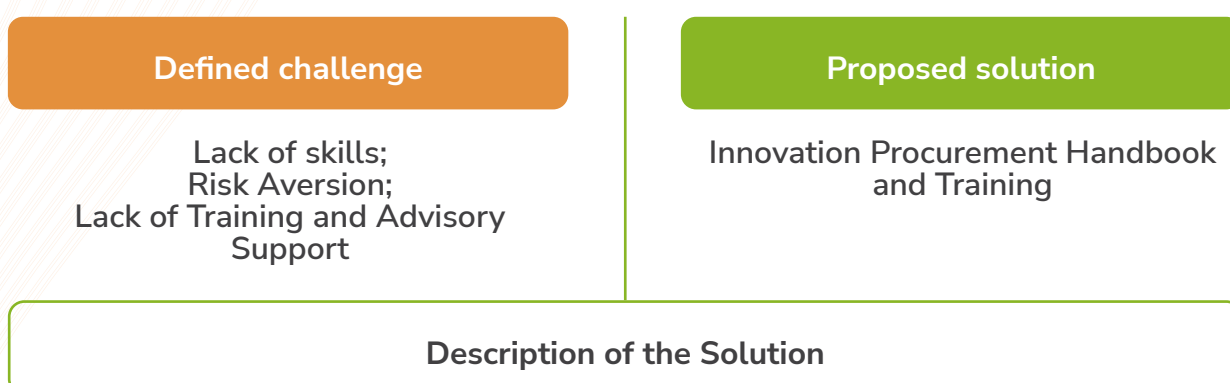 Defined challenge
Lack of skills;
Risk Aversion;
Lack of Training and Advisory
Support
Proposed solution
Innovation Procurement Handbook
and Training
Description of the Solution